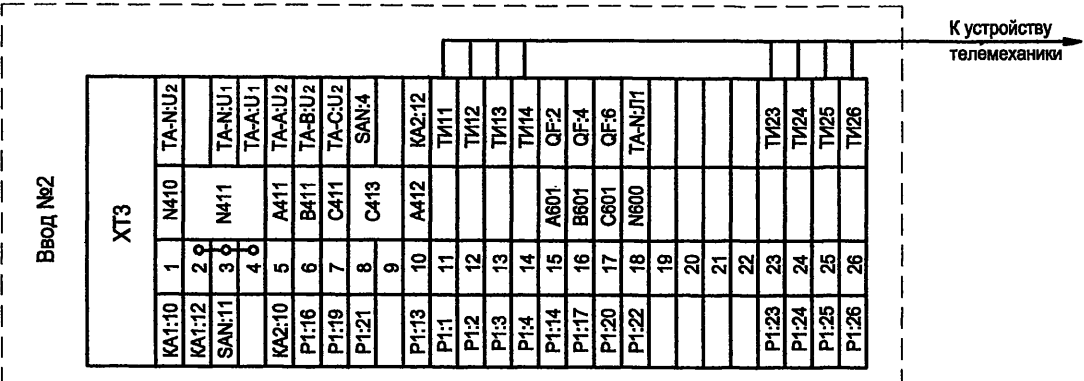 К устройству
телемеханики
Ввод №2
ХТ3
KA1:10 1 N410 TA-N:U2
KA1:12 2 N411
SAN:11 3 TA-N:U1
4 TA-A:U1
KA2:10 5 A411 TA-A:U2
P1:16 6 B411 TA-B:U2
P1:19 7 C411 TA-C:U2
P1:21 8 C413 SAN:4
9
P1:13 10 A412 KA2:12
P1:1 11 ТИ11
P1:2 12 ТИ12
P1:3 13 ТИ13
P1:4 14 ТИ14
P1:14 15 A601 QF:2
P1:17 16 B601 QF:4
P1:20 17 C601 QF:6
P1:22 18 N600 TA-N:Л1
19
20
21
22
P1:23 23 ТИ23
P1:24 24 ТИ24
P1:25 25 ТИ25
P1:26 26 ТИ26